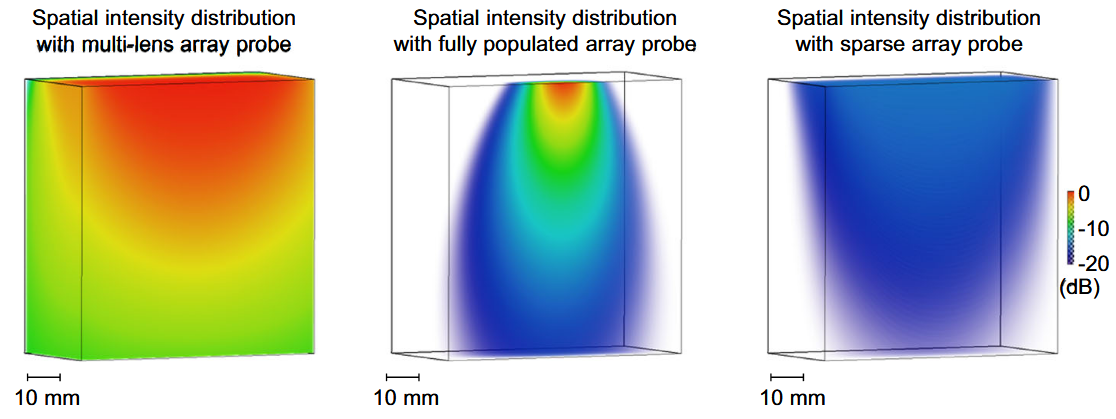 Spatial intensity distribution
with multi-lens array probe
Spatial intensity distribution
with fully populated array probe
Spatial intensity distribution
with sparse array probe
0
-10
-20
(dB)
10 mm
10 mm
10 mm